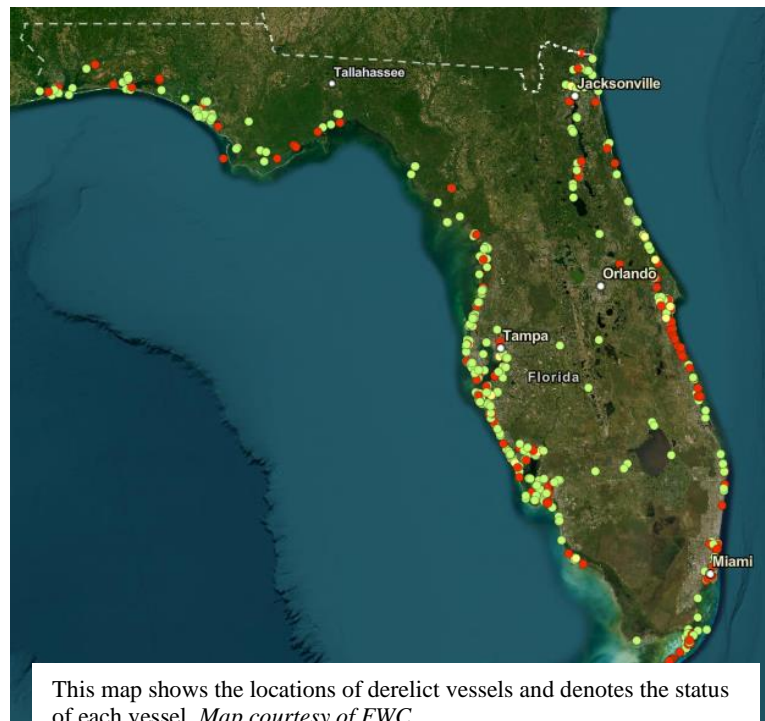 Tallahassee
Jacksonville
Orlando
Tampa
Florida
Miami
This map shows the locations of derelict vessels and denotes the status
of each vessel. Map courtesy of FWC